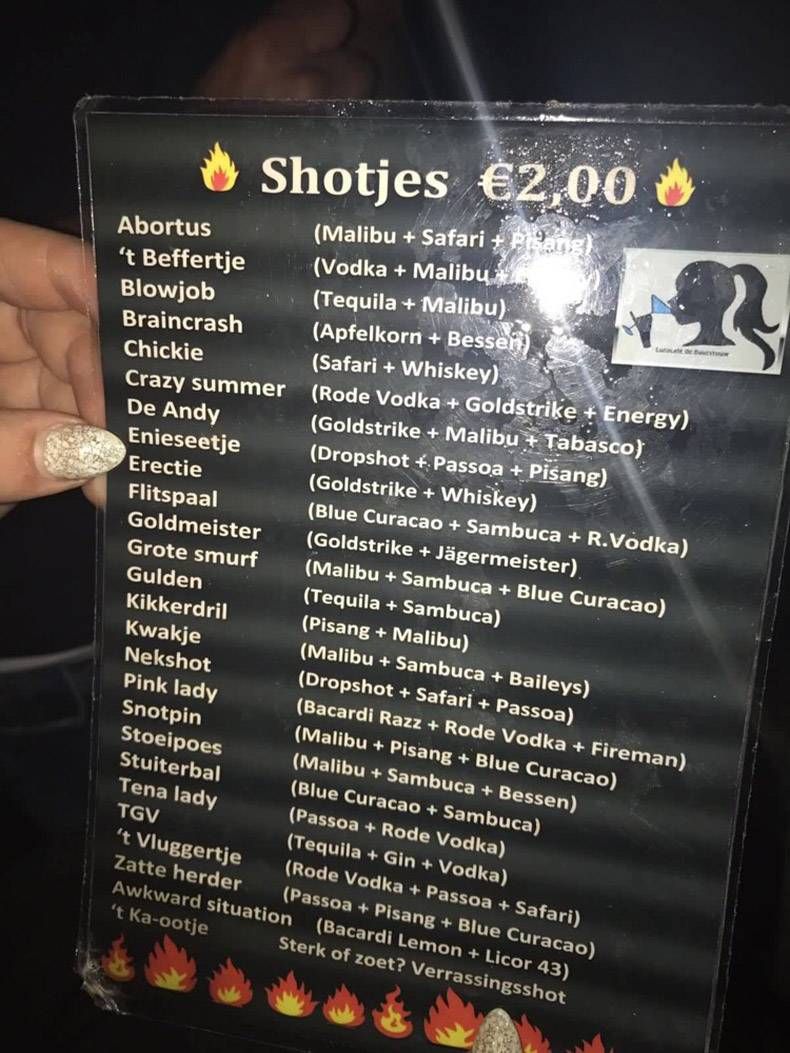 Shotjes €2,00
Abortus (Malibu + Safari + Pisang)
‘t Beffertje (Vodka + Malibu +
Blowjob (Tequila + Malibu)
Braincrash (Apfelkorn + Bessen)
Chickie (Safari + Whiskey)
Crazy summer (Rode Vodka + Goldstrike + Energy)
De Andy (Goldstrike + Malibu + Tabasco)
Enieseetje (Dropshot + Passoa + Pisang)
Erectie (Goldstrike + Whiskey)
Flitspaal (Blue Curacao + Sambuca + R.Vodka)
Goldmeister (Goldstrike + Jägermeister)
Grote smurf (Malibu + Sambuca + Blue Curacao)
Gulden (Tequila + Sambuca)
Kikkerdril (Pisang + Malibu)
Kwakje (Malibu + Sambuca + Baileys)
Nekshot (Dropshot + Safari + Passoa)
Pink lady (Bacardi Razz + Rode Vodka + Fireman)
Snotpin (Malibu + Pisang + Blue Curacao)
Stoeipoes (Malibu + Sambuca + Bessen)
Stuiterbal (Blue Curacao + Sambuca)
Tena lady (Passoa + Rode Vodka)
TGV (Tequila + Gin + Vodka)
‘t Vluggertje (Rode Vodka + Passoa + Safari)
Zatte herder (Passoa + Pisang + Blue Curacao)
Awkward situation (Bacardi Lemon + Licor 43)
‘t Ka-ootje Sterk of zoet? Verrassingsshot